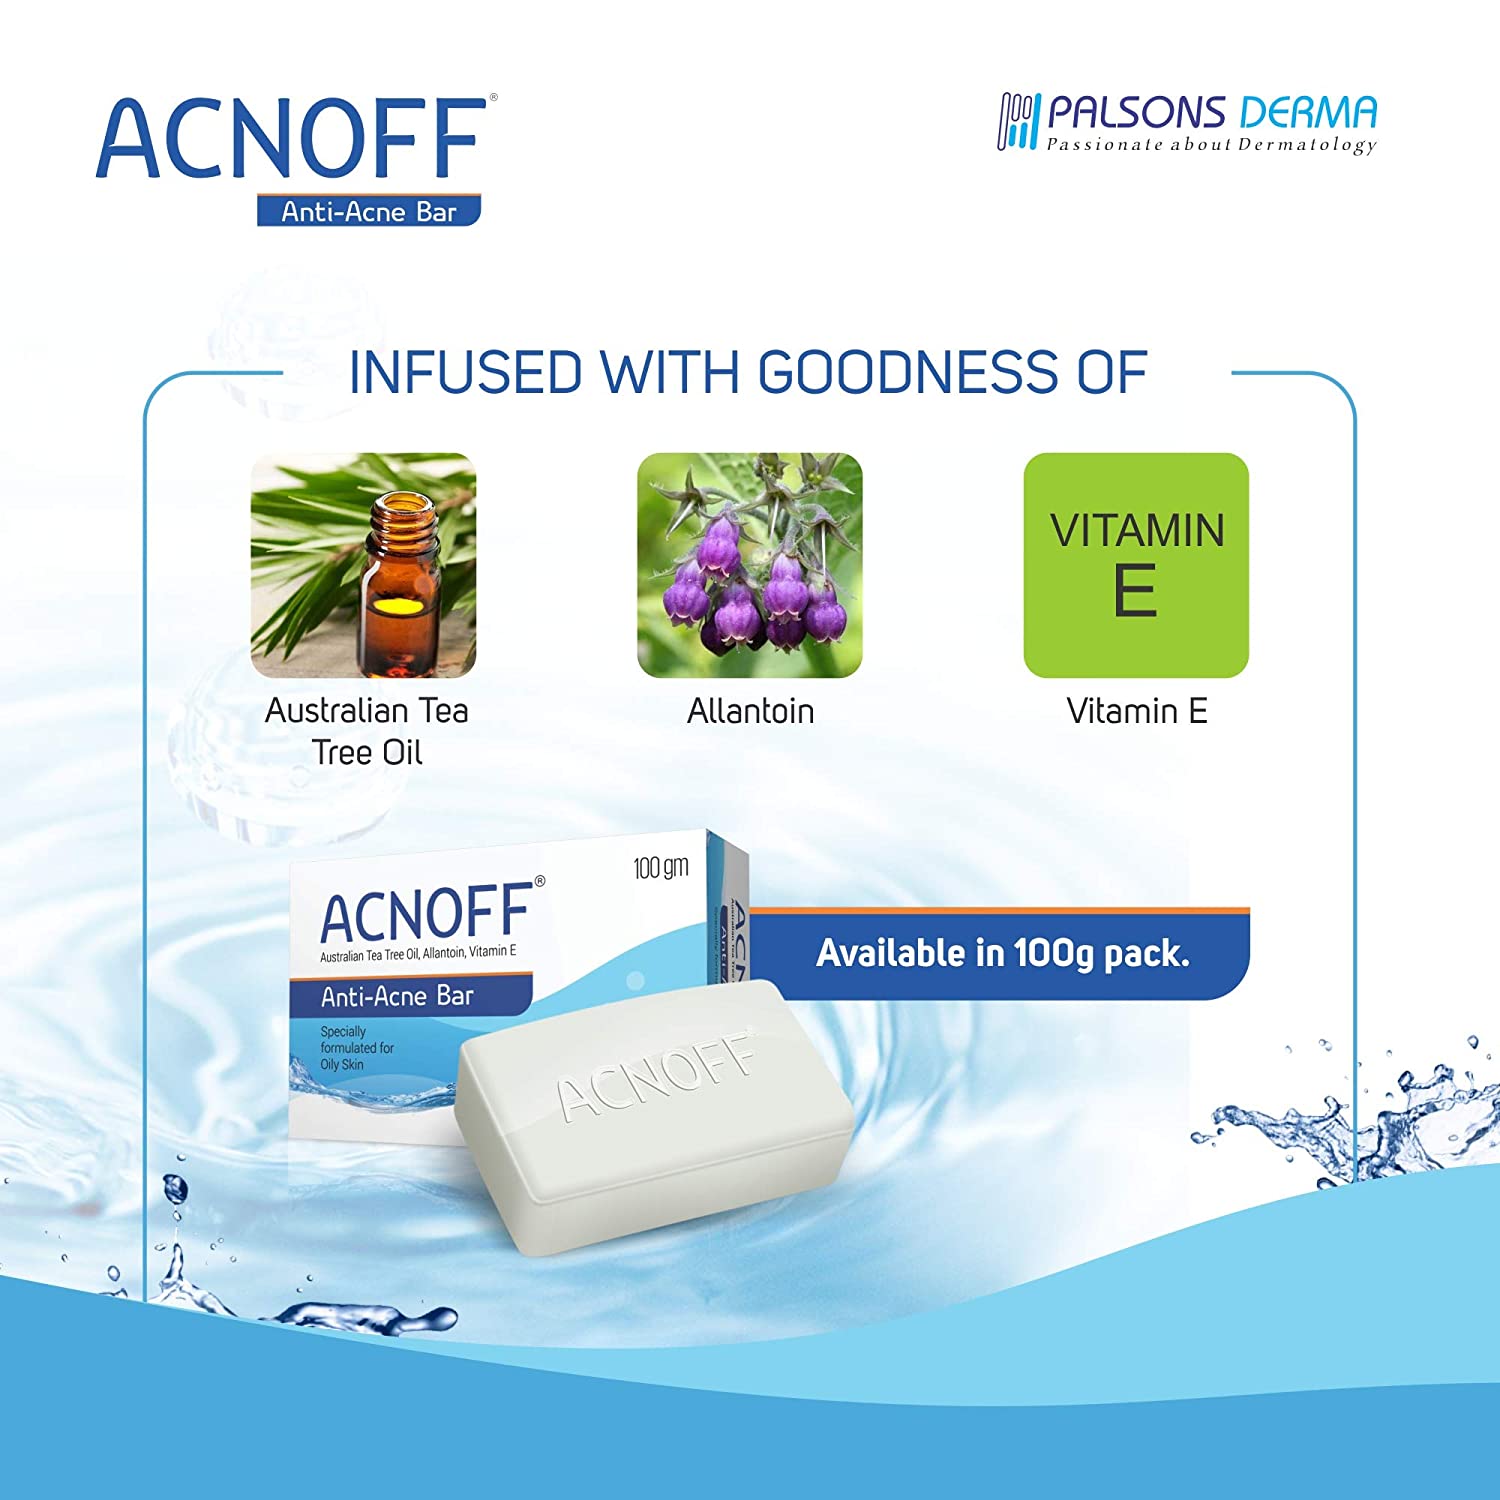 ACNOFF®
Anti-Acne Bar
PALSONS DERMA
Passionate about Dermatology
INFUSED WITH GOODNESS OF
VITAMIN
E
Australian Tea
Tree Oil
Allantoin
Vitamin E
100 gm
ACNOFF®
Australian Tea Tree Oil, Allantoin, Vitamin E
Anti-Acne Bar
Specially
formulated for
Oily Skin
Available in 100g pack.
ACNOFF